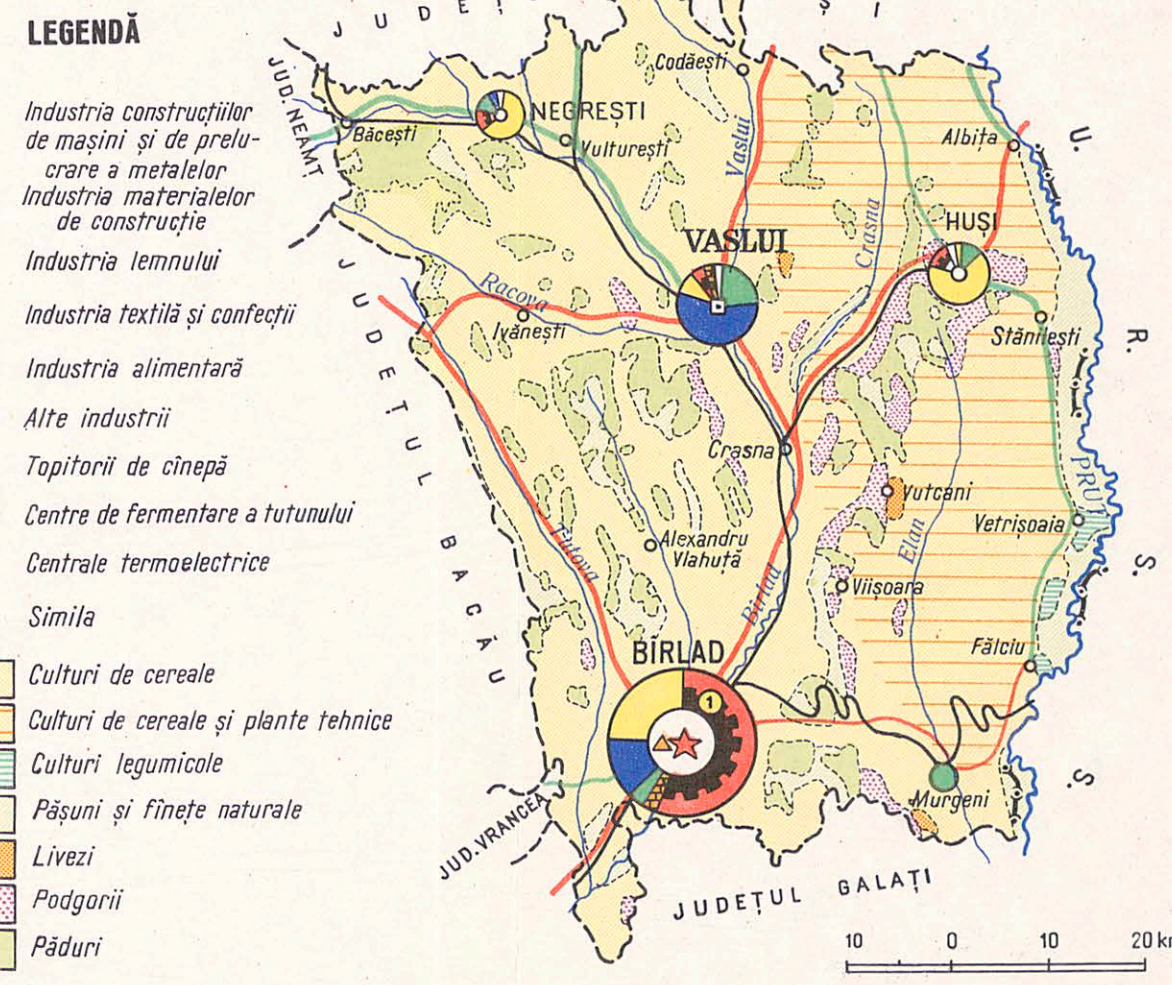 LEGENDĂ
Industria construcțiilor
de mașini și de prelu-
crare a metalelor
Industria materialelor
de construcție
Industria lemnului
Industria textilă și confecții
Industria alimentară
Alte industrii
Topitorii de cînepă
Centre de fermentare a tutunului
Centrale termoelectrice
Simila
Culturi de cereale
Culturi de cereale și plante tehnice
Culturi legumicole
Pășuni și fînețe naturale
Livezi
Podgorii
Păduri
JUDEȚ
Ș I
JUD. NEAMȚ
Codăești
NEGREȘTI
Băcești
Vulturești
Vaslui
Albița
U.
Crasna
HUȘI
VASLUI
Racova
Ivănești
Stănilești
R.
JUDEȚUL BACĂU
Crasna
PRUT
Vutcani
Vetrișoaia
Elan
Alexandru
Vlahuță
Tutova
S.
Viișoara
Bîrlad
BÎRLAD
Fălciu
1
S.
Murgeni
JUD. VRANCEA
JUDEȚUL GALAȚI
10 0 10 20 km